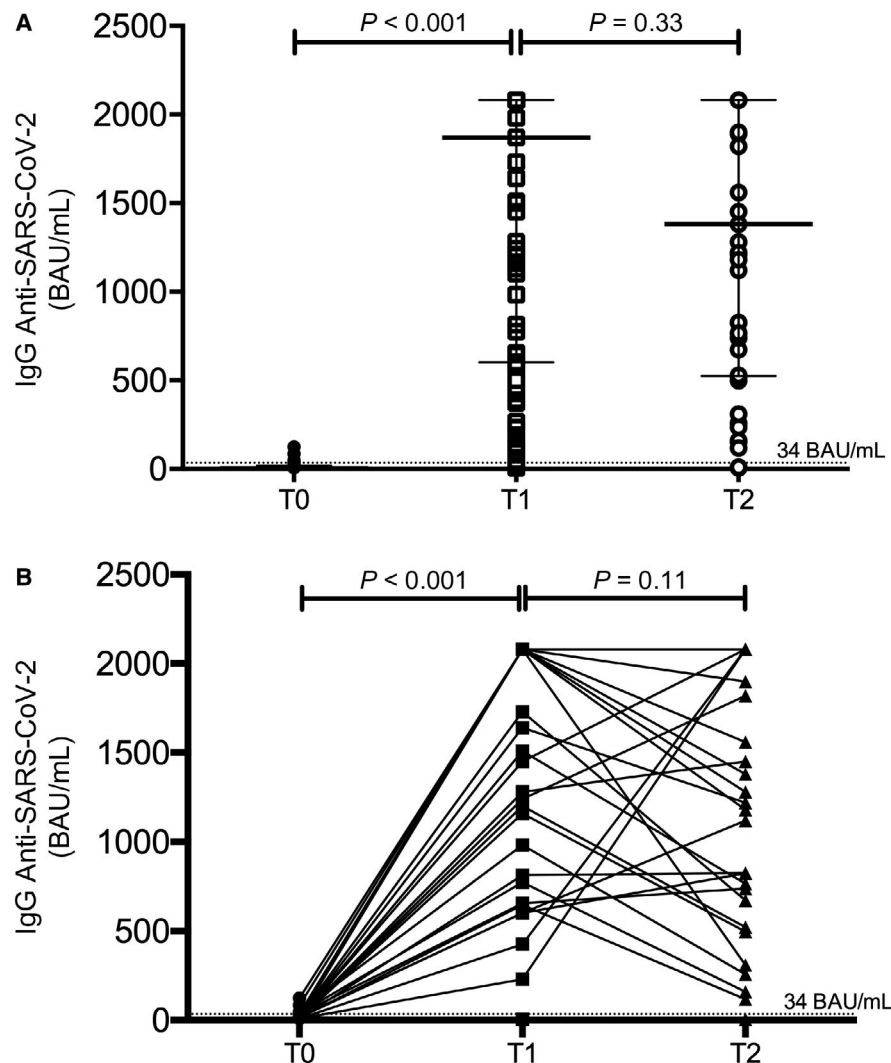 A
P < 0.001
P = 0.33
IgG Anti-SARS-CoV-2
(BAU/mL)
2500
2000
1500
1000
500
0
34 BAU/mL
T0
T1
T2
B
P < 0.001
P = 0.11
IgG Anti-SARS-CoV-2
(BAU/mL)
2500
2000
1500
1000
500
0
34 BAU/mL
T0
T1
T2